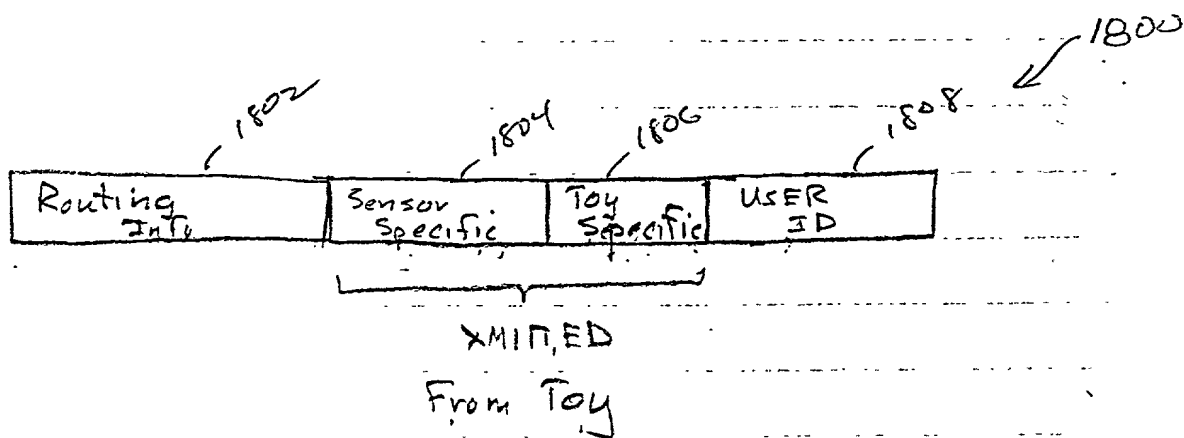 1800
1802
1804
1806
1808
Routing
Info
Sensor
Specific
Toy
Specific
USER
ID
XMITTED
From Toy